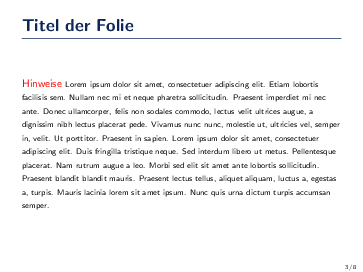 Titel der Folie
Hinweise Lorem ipsum dolor sit amet, consectetuer adipiscing elit. Etiam lobortis
facilisis sem. Nullam nec mi et neque pharetra sollicitudin. Praesent imperdiet mi nec
ante. Donec ullamcorper, felis non sodales commodo, lectus velit ultrices augue, a
dignissim nibh lectus placerat pede. Vivamus nunc nunc, molestie ut, ultricies vel, semper
in, velit. Ut porttitor. Praesent in sapien. Lorem ipsum dolor sit amet, consectetuer
adipiscing elit. Duis fringilla tristique neque. Sed interdum libero ut metus. Pellentesque
placerat. Nam rutrum augue a leo. Morbi sed elit sit amet ante lobortis sollicitudin.
Praesent blandit blandit mauris. Praesent lectus tellus, aliquet aliquam, luctus a, egestas
a, turpis. Mauris lacinia lorem sit amet ipsum. Nunc quis urna dictum turpis accumsan
semper.
3/8